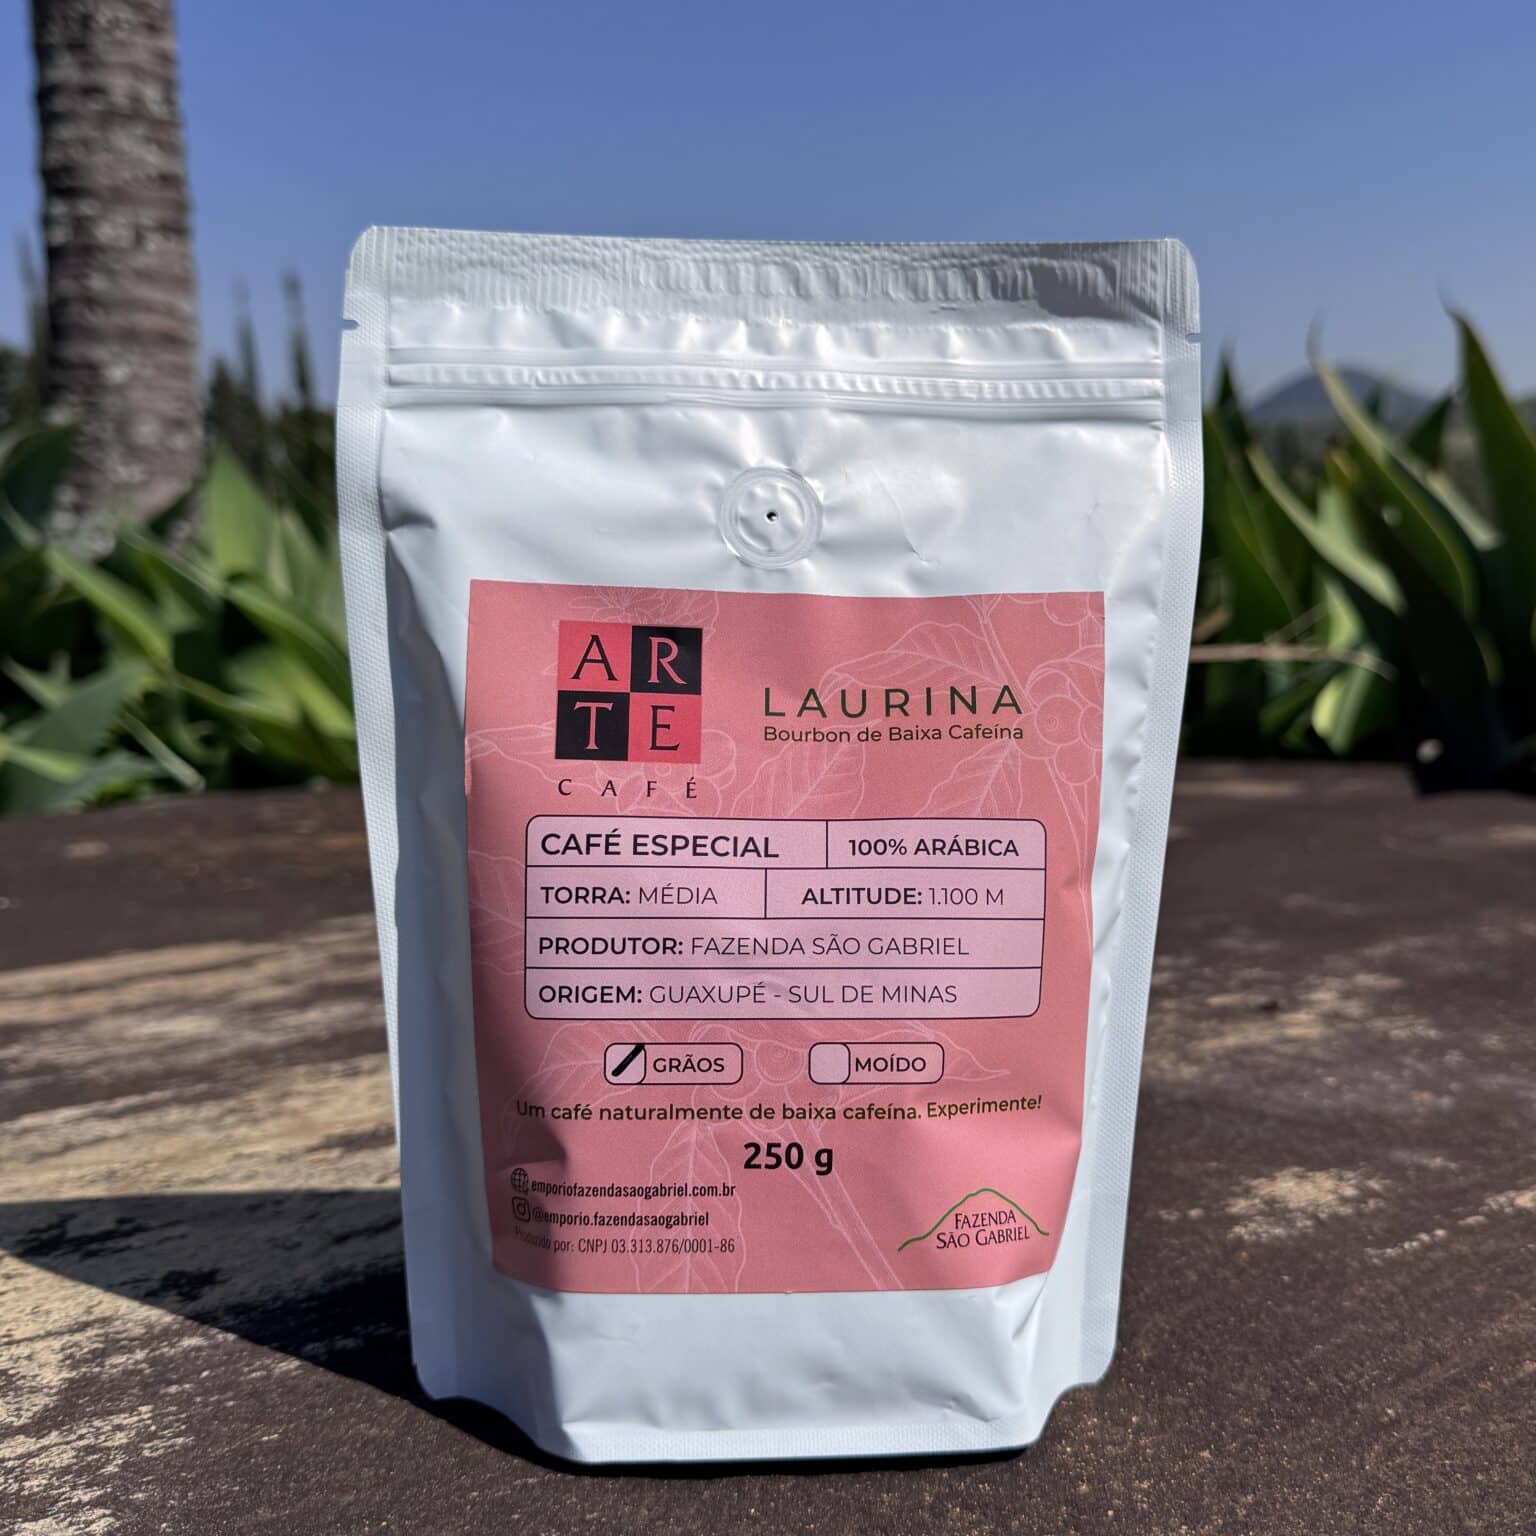 AR
TE
CAFÉ
LAURINA
Bourbon de Baixa Cafeína
CAFÉ ESPECIAL
100% ARÁBICA
TORRA: MÉDIA
ALTITUDE: 1.100 M
PRODUTOR: FAZENDA SÃO GABRIEL
ORIGEM: GUAXUPÉ - SUL DE MINAS
GRÃOS
MOÍDO
Um café naturalmente de baixa cafeína. Experimente!
250 g
emporiofazendasaogabriel.com.br
@emporio.fazendasaogabriel
Produzido por: CNPJ 03.313.876/0001-86
FAZENDA
SÃO GABRIEL